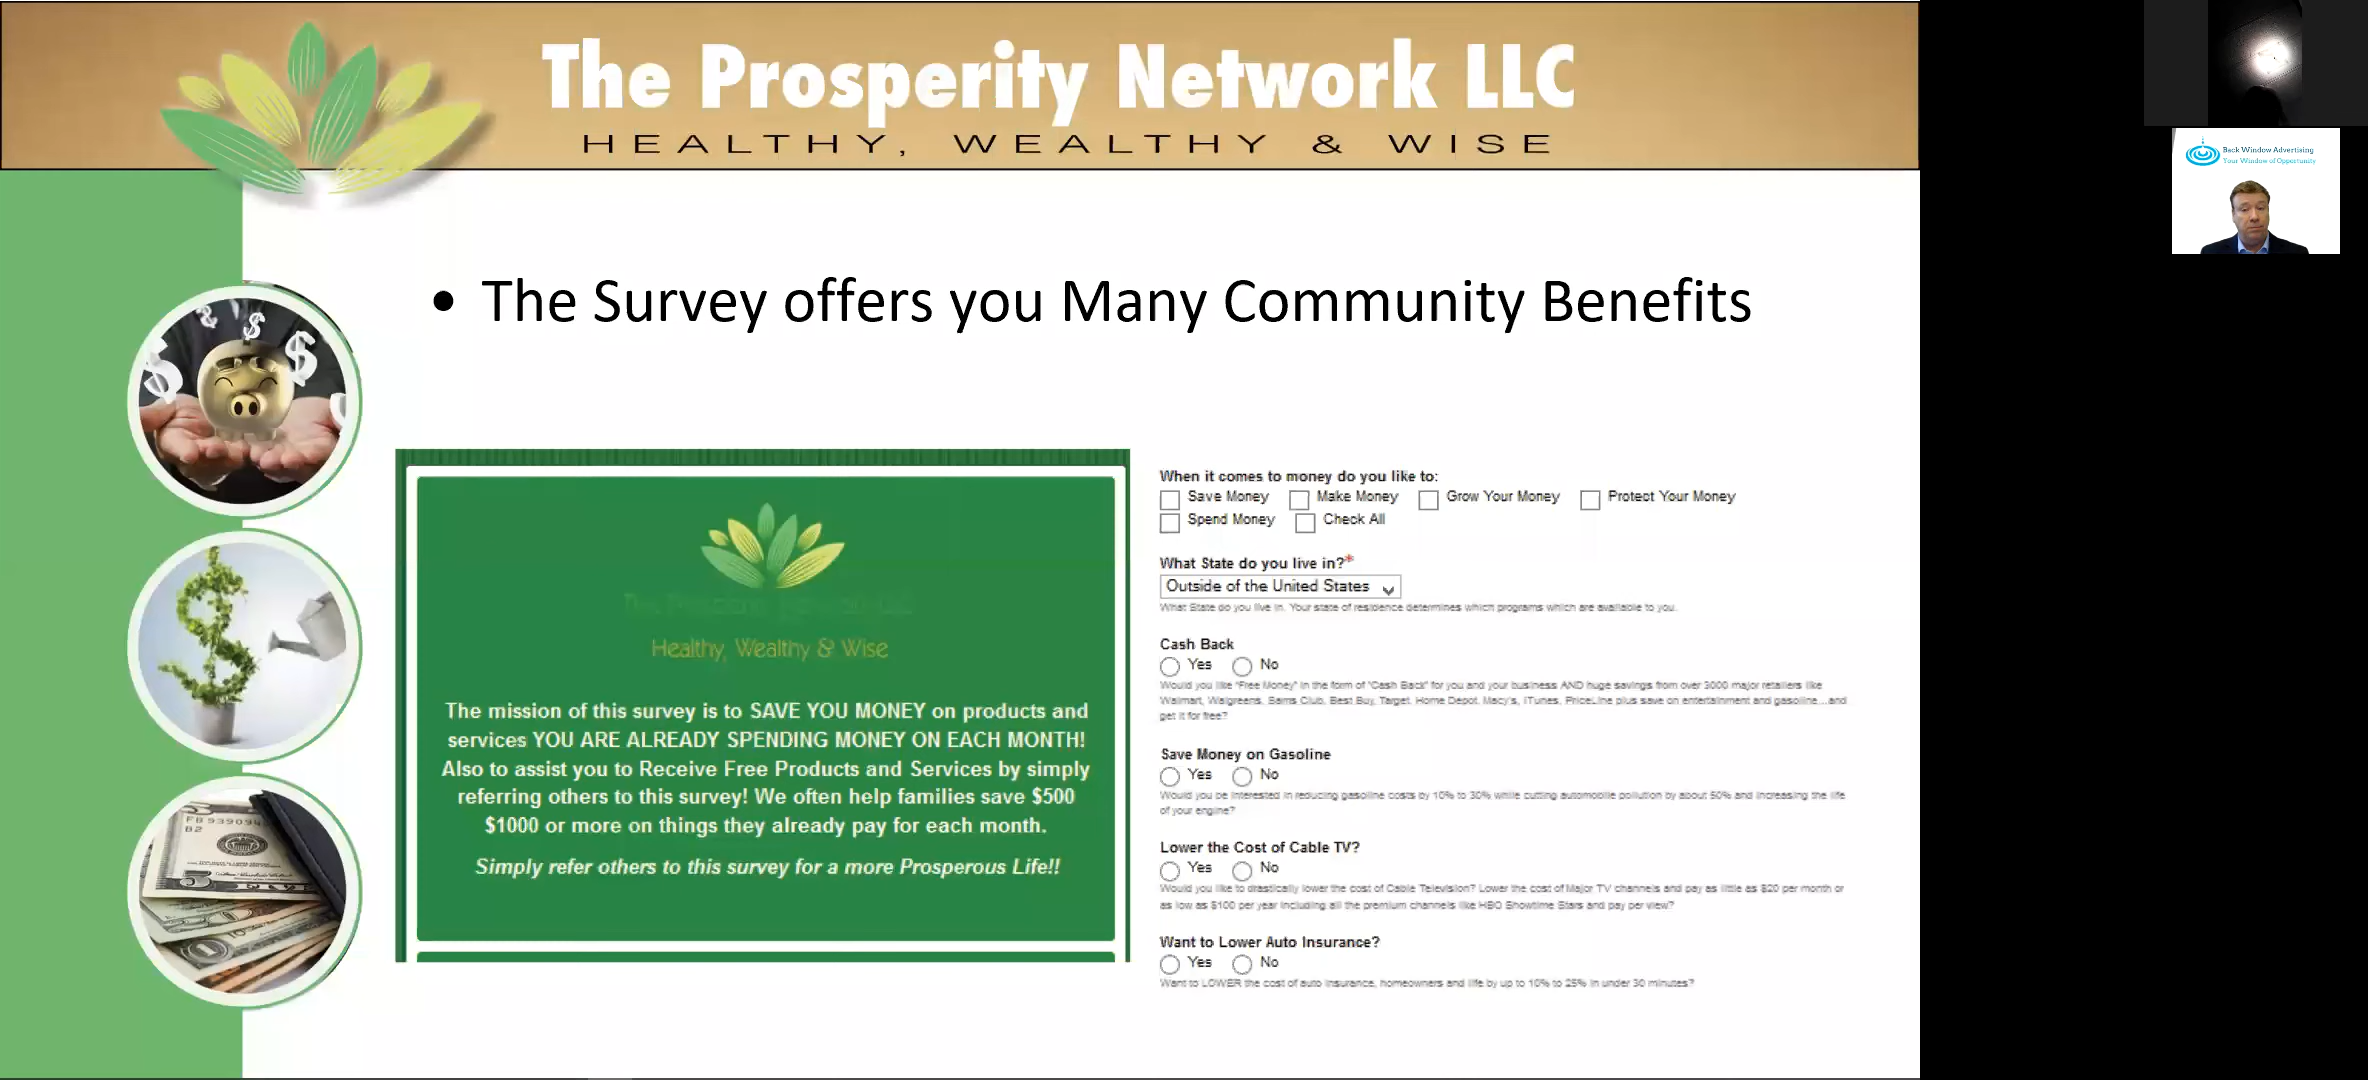 The Prosperity Network LLC
HEALTHY, WEALTHY & WISE
Back Window Advertising
Your Window of Opportunity
• The Survey offers you Many Community Benefits
Healthy, Wealthy & Wise
The mission of this survey is to SAVE YOU MONEY on products and
services YOU ARE ALREADY SPENDING MONEY ON EACH MONTH!
Also to assist you to Receive Free Products and Services by simply
referring others to this survey! We often help families save $500
$1000 or more on things they already pay for each month.
Simply refer others to this survey for a more Prosperous Life!!
When it comes to money do you like to:
Save Money Make Money Grow Your Money Protect Your Money
Spend Money Check All
What State do you live in?*
Outside of the United States
What State do you live in. Your state of residence determines which programs which are available to you.
Cash Back
Yes No
Would you like "Free Money" in the form of "Cash Back" for you and your business AND huge savings from over 3000 major retailers like
Walmart, Walgreens, Sams Club, Best Buy, Target, Home Depot, Macy's, iTunes, PriceLine plus save on entertainment and gasoline...and
get it for free?
Save Money on Gasoline
Yes No
Would you be interested in reducing gasoline costs by 10% to 30% while cutting automobile pollution by about 50% and increasing the life
of your engine?
Lower the Cost of Cable TV?
Yes No
Would you like to drastically lower the cost of Cable Television? Lower the cost of Major TV channels and pay as little as $20 per month or
as low as $100 per year including all the premium channels like HBO Showtime Stars and pay per view?
Want to Lower Auto Insurance?
Yes No
Want to LOWER the cost of auto insurance, homeowners and life by up to 10% to 25% in under 30 minutes?
FB939094
B2
5
1